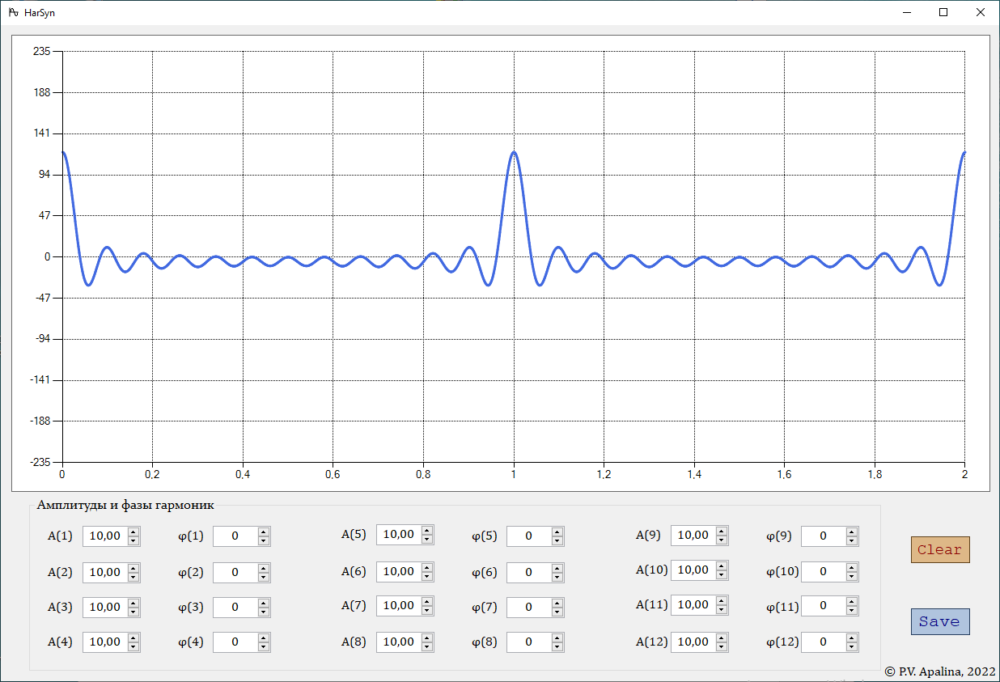 HarSyn
235
188
141
94
47
0
-47
-94
-141
-188
-235
0 0,2 0,4 0,6 0,8 1 1,2 1,4 1,6 1,8 2
Амплитуды и фазы гармоник
A(1) 10,00 φ(1) 0 A(5) 10,00 φ(5) 0 A(9) 10,00 φ(9) 0
A(2) 10,00 φ(2) 0 A(6) 10,00 φ(6) 0 A(10) 10,00 φ(10) 0
A(3) 10,00 φ(3) 0 A(7) 10,00 φ(7) 0 A(11) 10,00 φ(11) 0
A(4) 10,00 φ(4) 0 A(8) 10,00 φ(8) 0 A(12) 10,00 φ(12) 0
Clear
Save
© P.V. Apalina, 2022